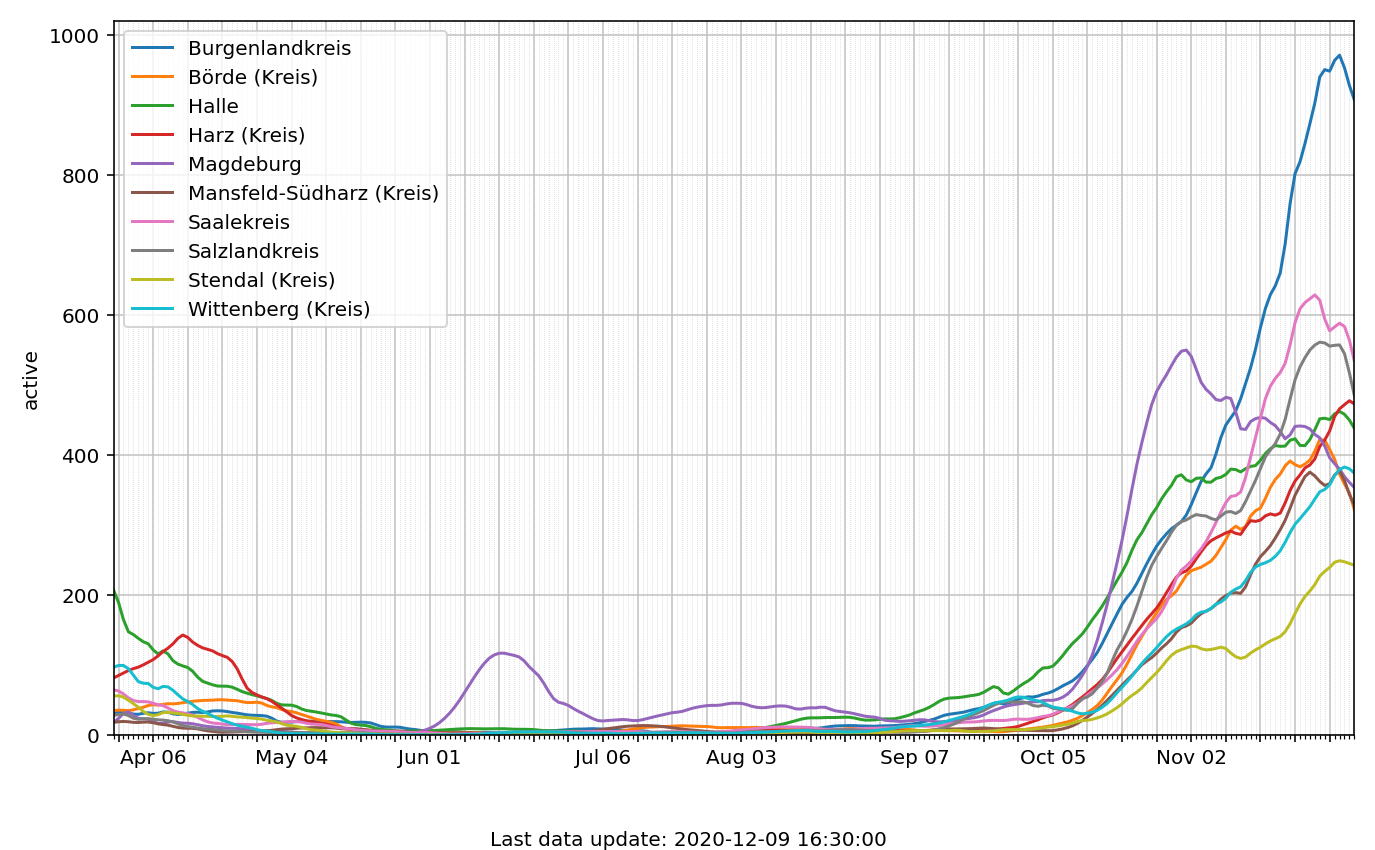 1000
800
600
400
200
0
active
Burgenlandkreis
Börde (Kreis)
Halle
Harz (Kreis)
Magdeburg
Mansfeld-Südharz (Kreis)
Saalekreis
Salzlandkreis
Stendal (Kreis)
Wittenberg (Kreis)
Apr 06 May 04 Jun 01 Jul 06 Aug 03 Sep 07 Oct 05 Nov 02
Last data update: 2020-12-09 16:30:00